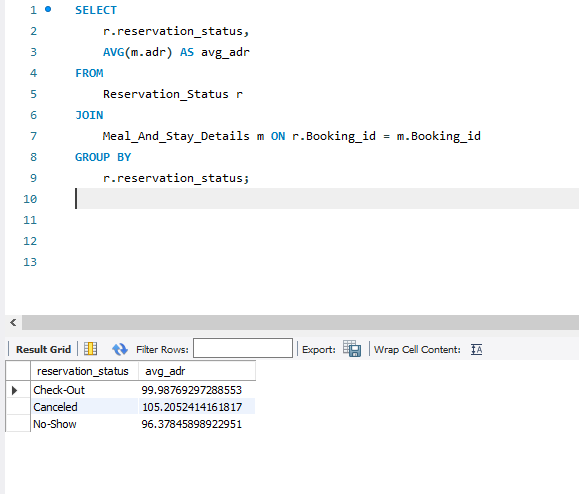 1 SELECT
2 r.reservation_status,
3 AVG(m.adr) AS avg_adr
4 FROM
5 Reservation_Status r
6 JOIN
7 Meal_And_Stay_Details m ON r.Booking_id = m.Booking_id
8 GROUP BY
9 r.reservation_status;
10
11
12
13
Result Grid Filter Rows: Export: Wrap Cell Content:
reservation_status avg_adr
Check-Out 99.98769297288553
Canceled 105.2052414161817
No-Show 96.37845898922951